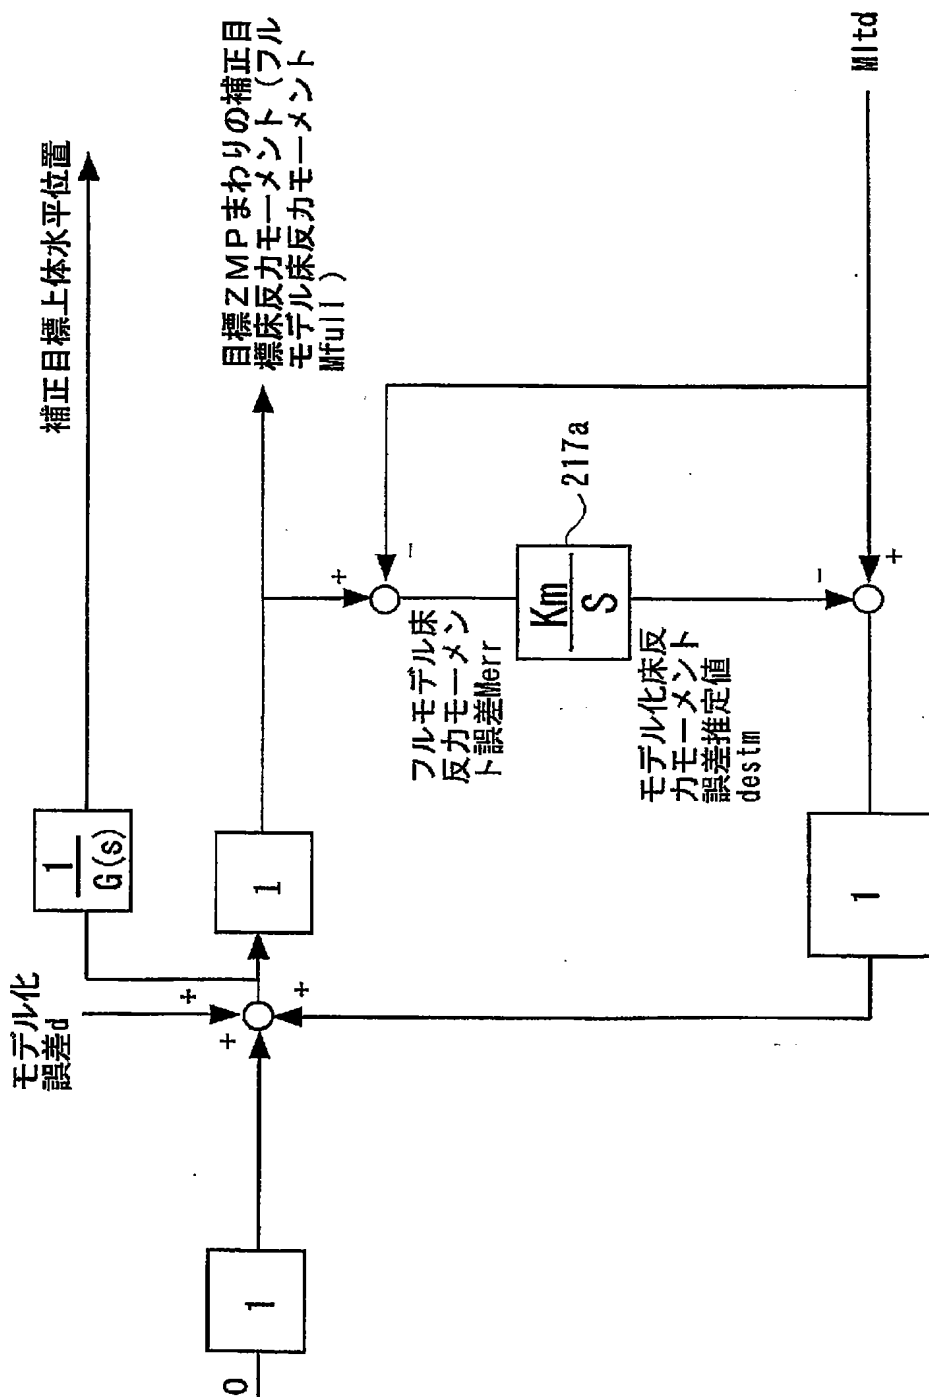 補正目標上体水平位置
目標ZMPまわりの補正目
標床反力モーメント（フル
モデル床反力モーメント
Mfull）
モデル化
誤差d
1
G(s)
0
1
1
+
+
+
+
-
フルモデル床
反力モーメン
ト誤差Merr
Km
S
217a
モデル化床反
力モーメント
誤差推定値
destm
-
+
1
Mltd